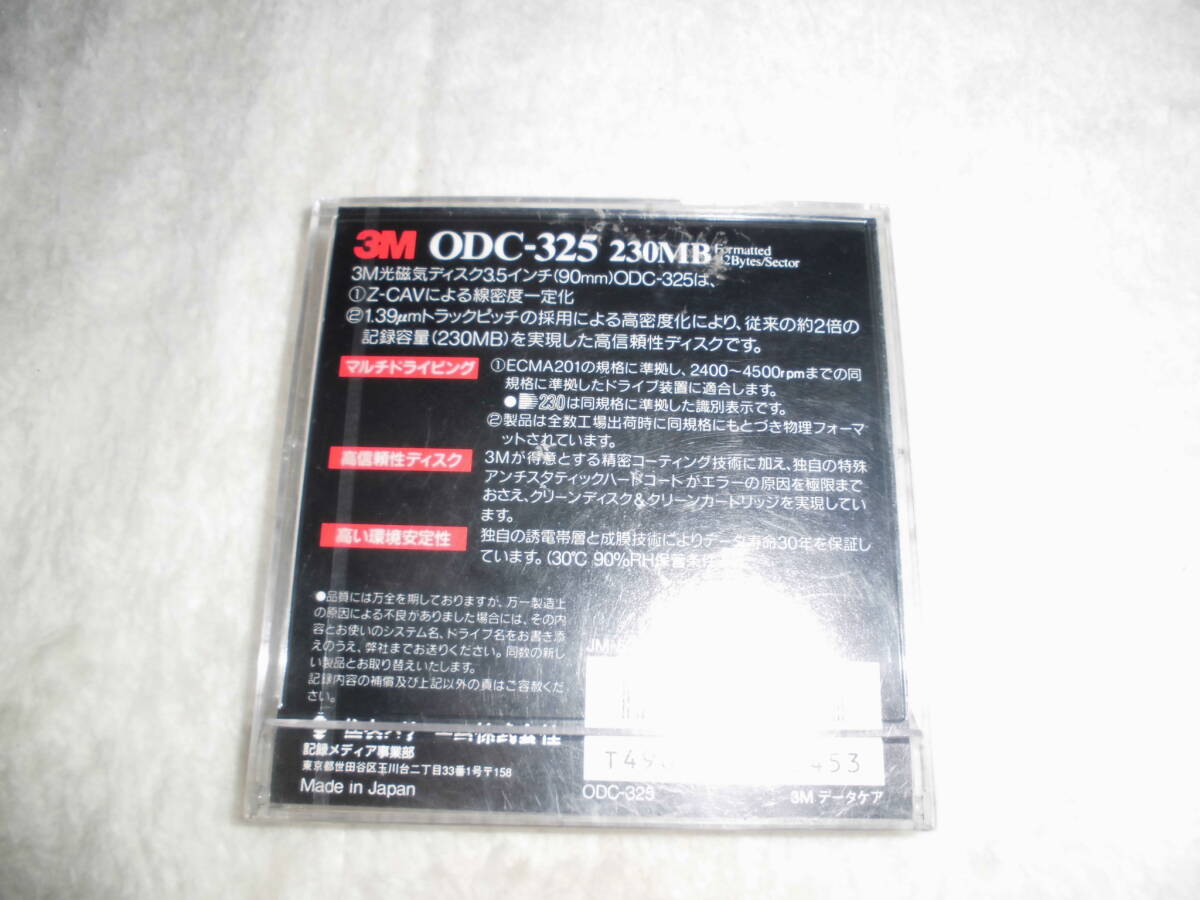 3M ODC-325 230MB Formatted
2Bytes/Sector
3M光磁気ディスク3.5インチ(90mm)ODC-325は、
①Z-CAVによる線密度一定化
②1.39μmトラックピッチの採用による高密度化により、従来の約2倍の
記録容量(230MB)を実現した高信頼性ディスクです。
マルチドライビング
①ECMA201の規格に準拠し、2400〜4500rpmまでの同
規格に準拠したドライブ装置に適合します。
●230は同規格に準拠した識別表示です。
②製品は全数工場出荷時に同規格にもとづき物理フォーマ
ットされています。
高信頼性ディスク
3Mが得意とする精密コーティング技術に加え、独自の特殊
アンチスタティックハードコートがエラーの原因を極限まで
おさえ、クリーンディスク&クリーンカートリッジを実現してい
ます。
高い環境安定性
独自の誘電帯層と成膜技術によりデータ寿命30年を保証し
ています。(30℃ 90%RH保管条件
●品質には万全を期しておりますが、万一製造上
の原因による不良がありました場合には、その内
容とお使いのシステム名、ドライブ名をお書き添
えのうえ、弊社までお送りください。同数の新し
い製品とお取り替えいたします。
記録内容の補償及び上記以外の責はご容赦くだ
さい。
記録メディア事業部
東京都世田谷区玉川台二丁目33番1号〒158
Made in Japan
JM-
T49
453
ODC-325
3M データケア